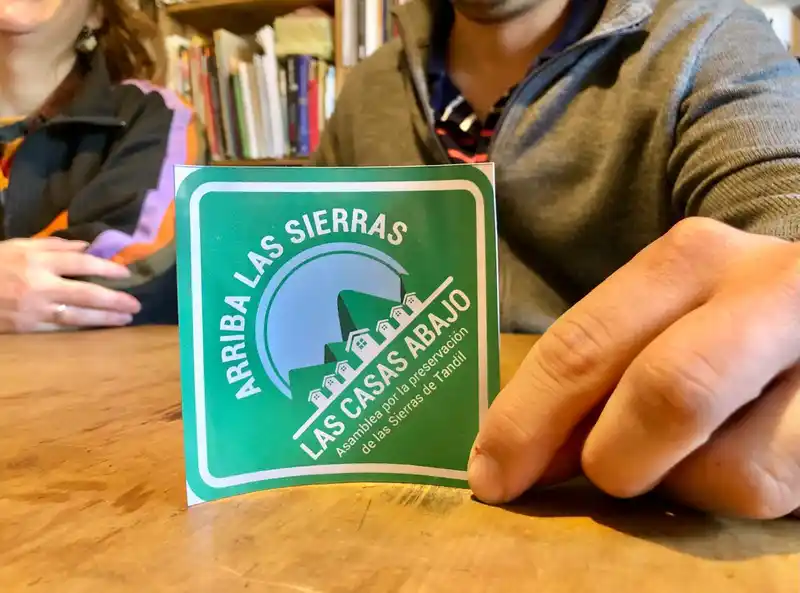 ARRIBA LAS SIERRAS
LAS CASAS ABAJO
Asamblea por la preservación
de las Sierras de Tandil